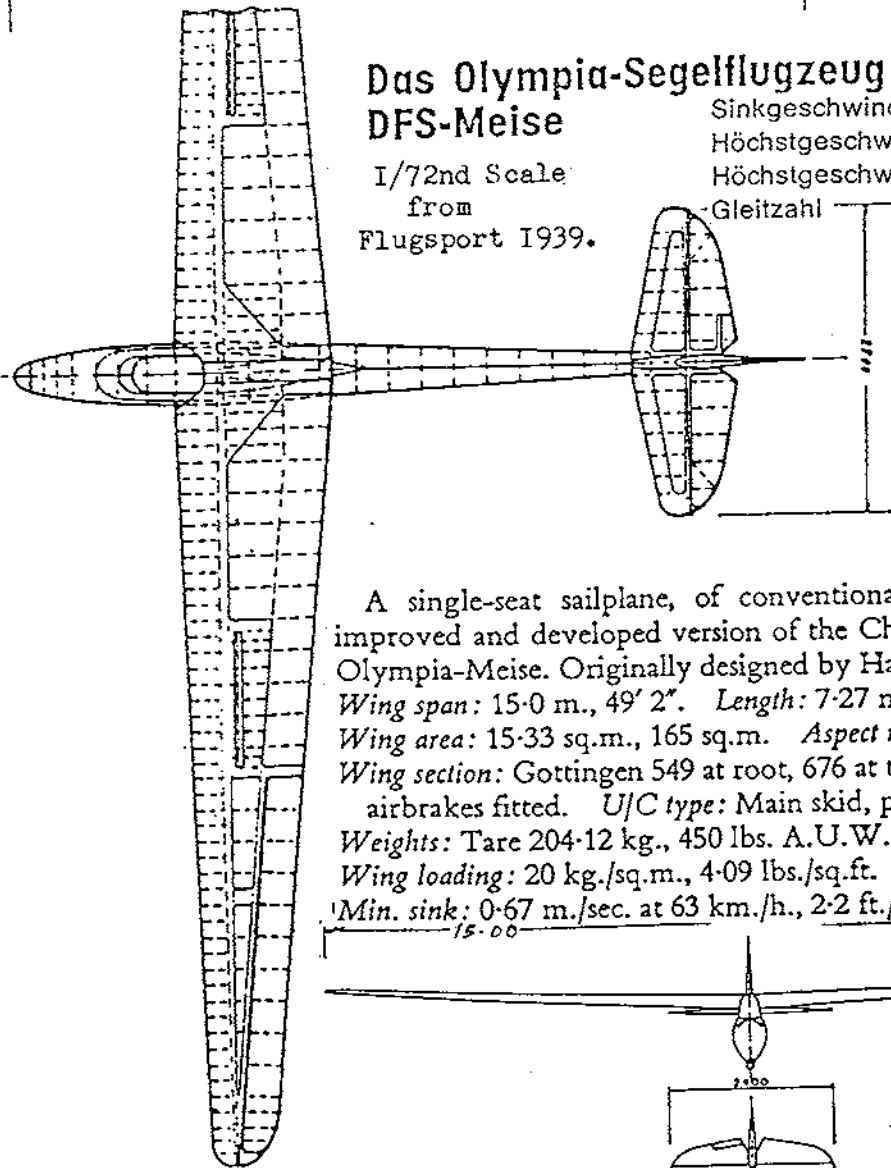 Das Olympia-Segelflugzeug
DFS-Meise
I/72nd Scale
from
Flugsport I939.
Sinkgeschwind
Höchstgeschw
Höchstgeschw
Gleitzahl
A single-seat sailplane, of conventiona
improved and developed version of the Ch
Olympia-Meise. Originally designed by Ha
Wing span: 15·0 m., 49′ 2″. Length: 7·27 m
Wing area: 15·33 sq.m., 165 sq.m. Aspect r
Wing section: Gottingen 549 at root, 676 at t
airbrakes fitted. U/C type: Main skid, p
Weights: Tare 204·12 kg., 450 lbs. A.U.W.
Wing loading: 20 kg./sq.m., 4·09 lbs./sq.ft.
Min. sink: 0·67 m./sec. at 63 km./h., 2·2 ft./
15·00